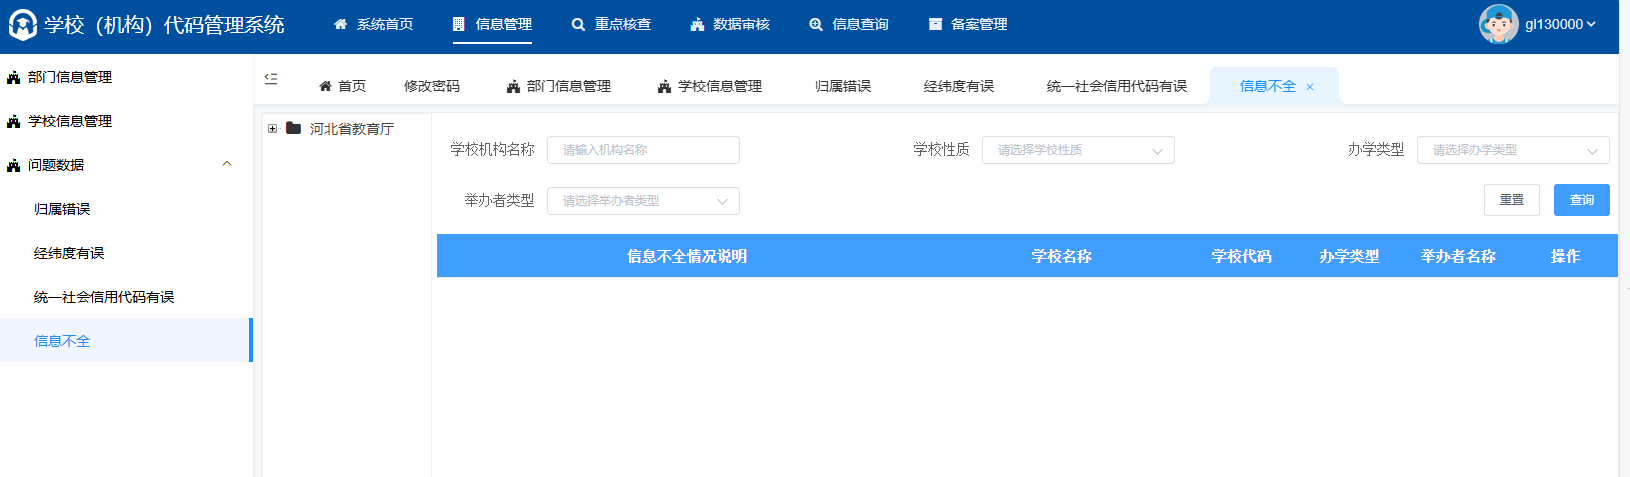 学校（机构）代码管理系统 系统首页 信息管理 重点核查 数据审核 信息查询 备案管理 gl130000
部门信息管理
学校信息管理
问题数据
归属错误
经纬度有误
统一社会信用代码有误
信息不全
首页 修改密码 部门信息管理 学校信息管理 归属错误 经纬度有误 统一社会信用代码有误 信息不全 ×
河北省教育厅
学校机构名称 请输入机构名称 学校性质 请选择学校性质 办学类型 请选择办学类型
举办者类型 请选择举办者类型 重置 查询
信息不全情况说明 学校名称 学校代码 办学类型 举办者名称 操作